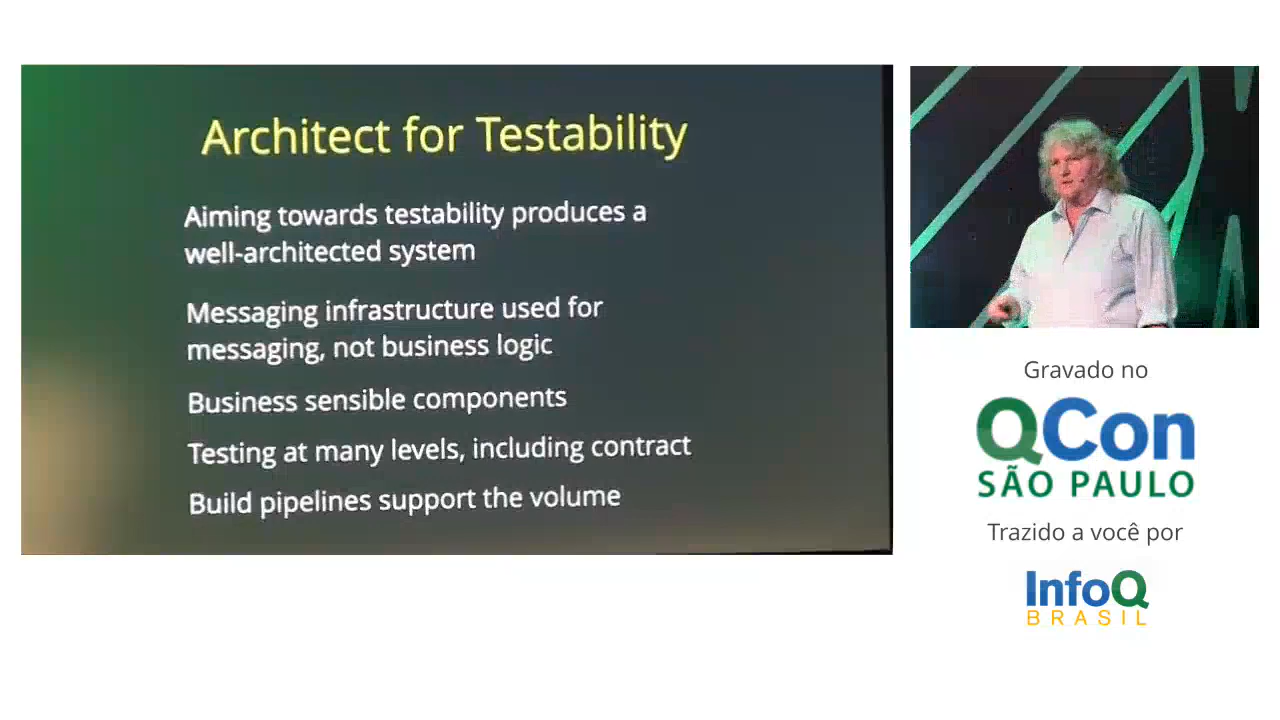 Architect for Testability
Aiming towards testability produces a
well-architected system
Messaging infrastructure used for
messaging, not business logic
Business sensible components
Testing at many levels, including contract
Build pipelines support the volume
Gravado no
QCon
SÃO PAULO
Trazido a você por
InfoQ
BRASIL